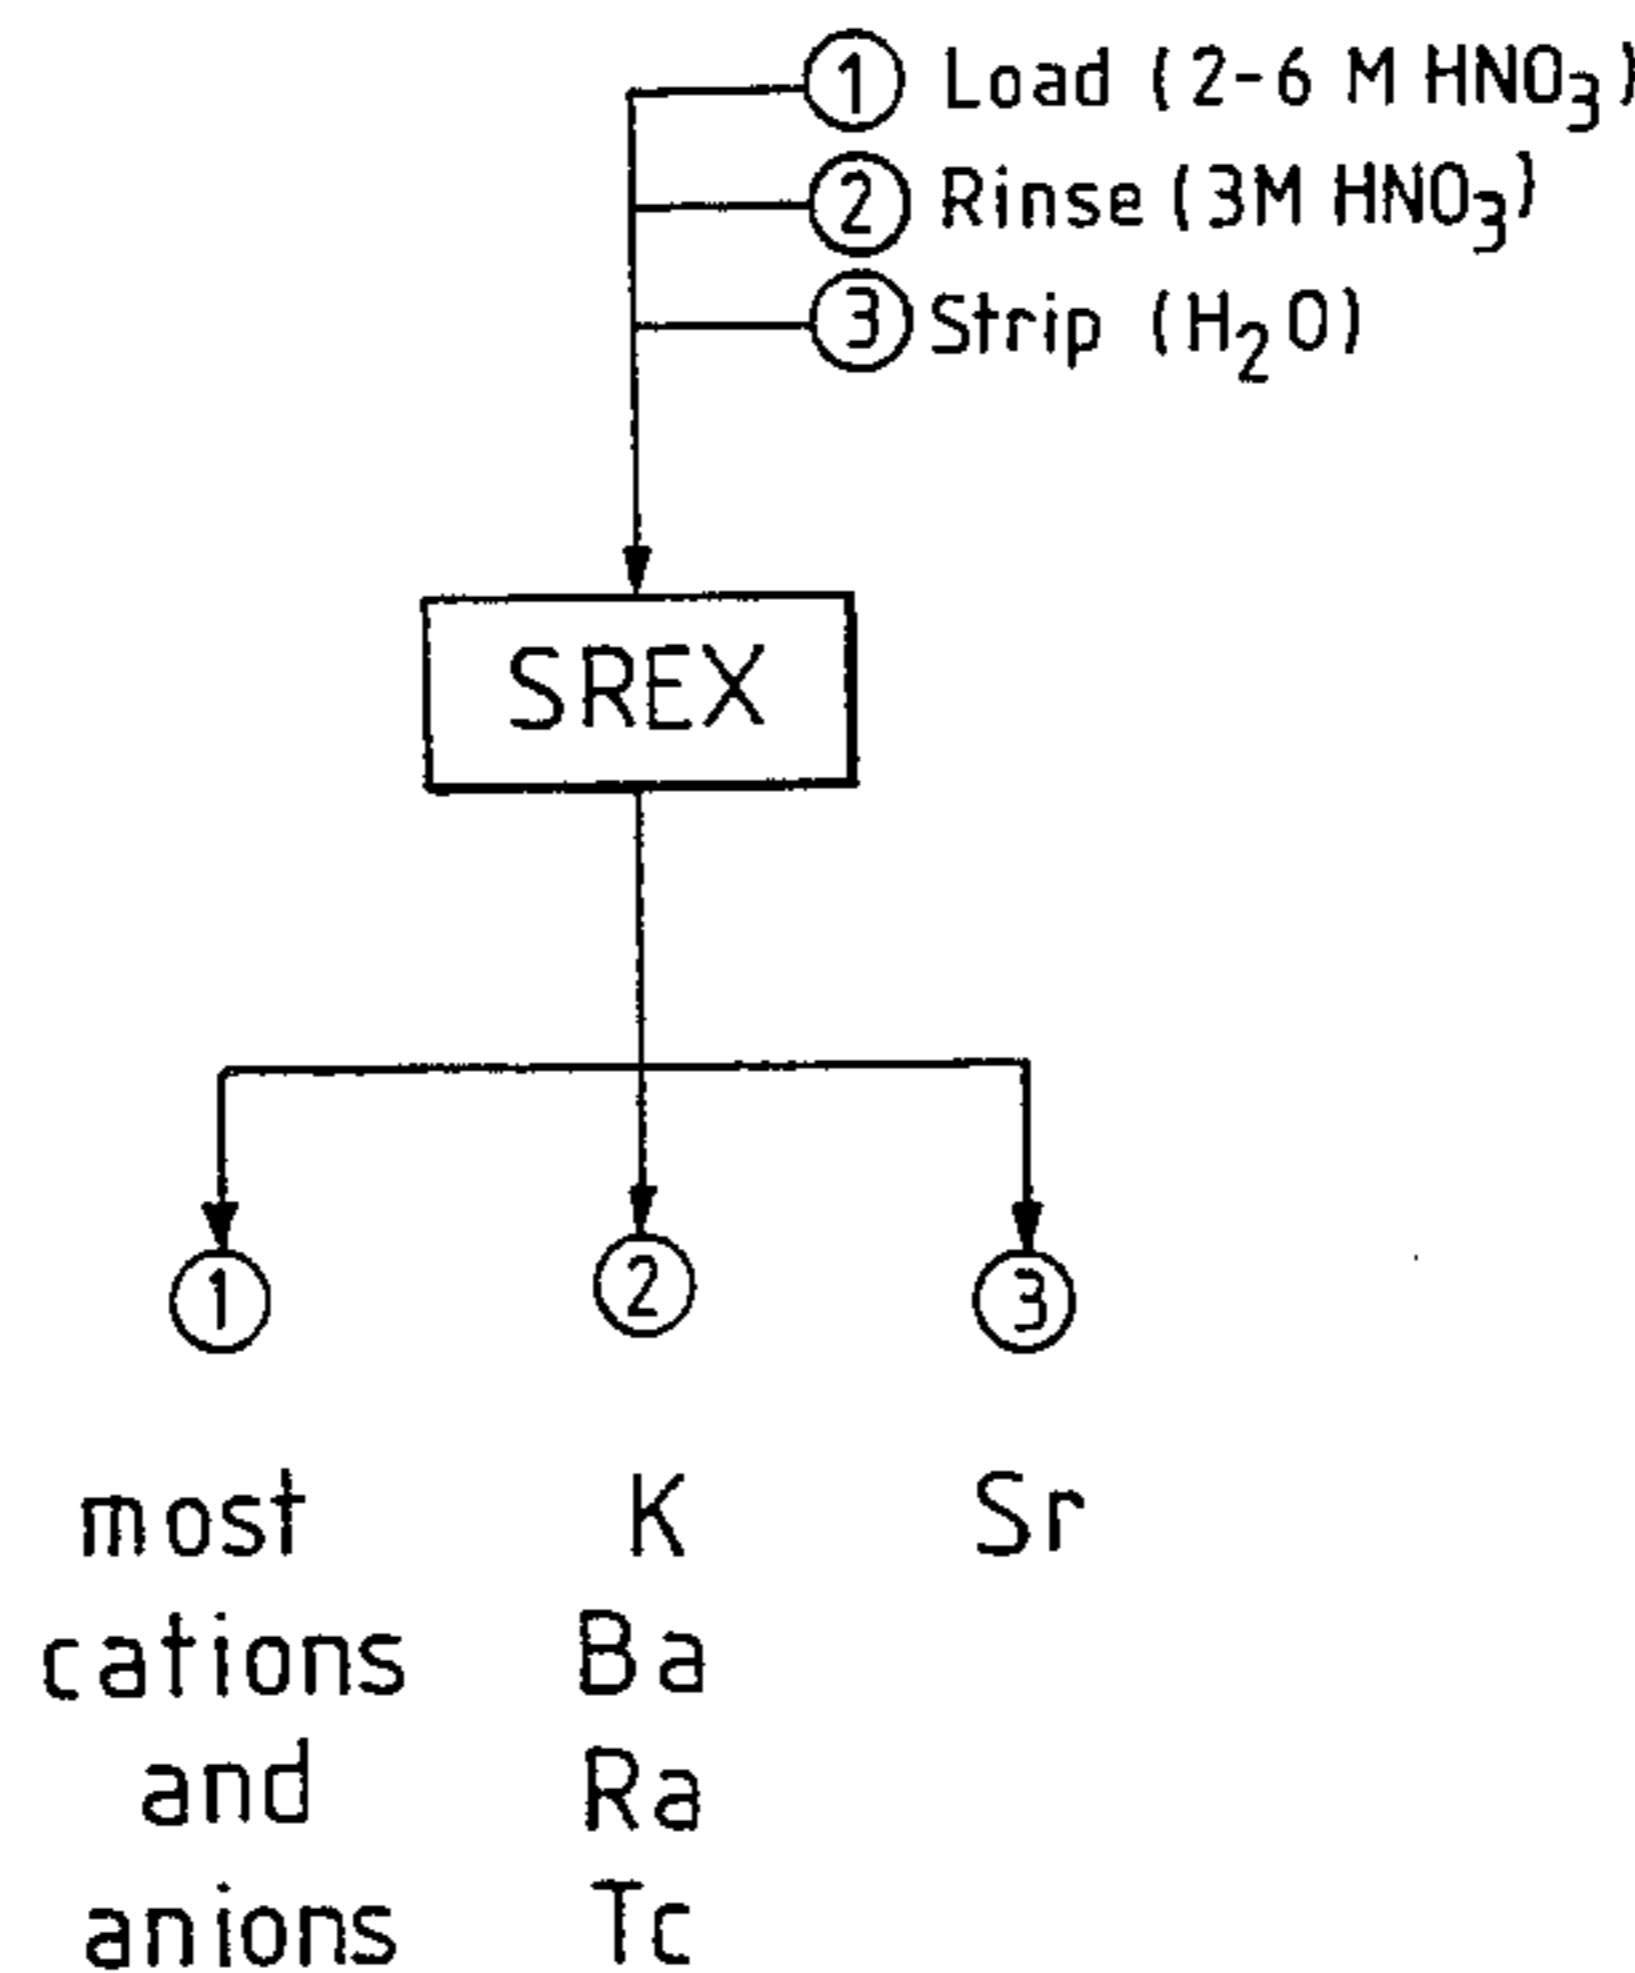 ① Load (2-6 M HNO₃)
② Rinse (3M HNO₃)
③ Strip (H₂O)
SREX
① ② ③
most K Sr
cations Ba
and Ra
anions Tc